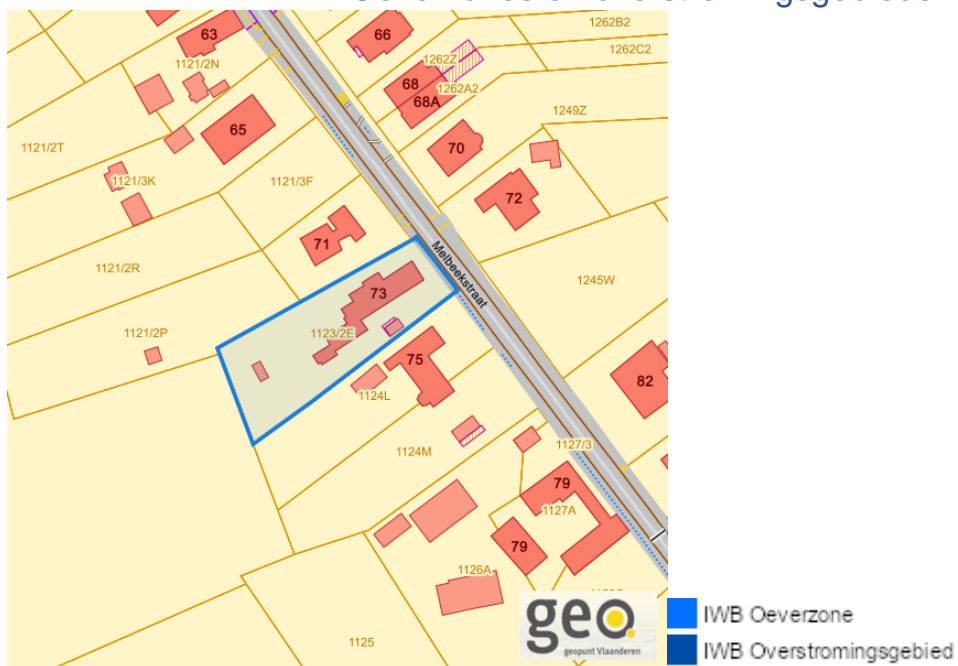 63
66
1262B2
1262C2
1121/2N
1262Z
68
1262A2
68A
65
1249Z
1121/2T
70
1121/3K
1121/3F
72
71
1121/2R
Melbeekstraat
1245W
73
1121/2P
1123/2E
75
82
1124L
1124M
1127/3
79
1127A
79
1126A
1125
geo
geopunt Vlaanderen
IWB Oeverzone
IWB Overstromingsgebied